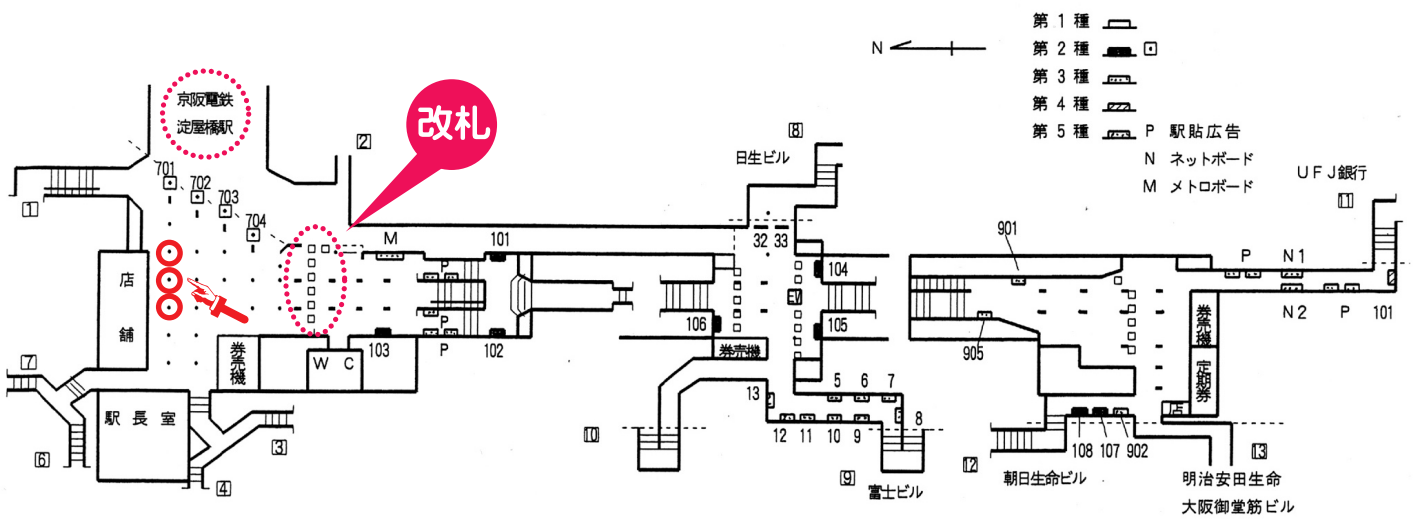 第１種
第２種
第３種
第４種
第５種 P 駅貼広告
N ネットボード
M メトロボード
N
京阪電鉄
淀屋橋駅
改札
2
8
日生ビル
UFJ銀行
11
701
702
703
704
1
M
101
32 33
901
P N1
店舗
P
104
EV
106
105
P
103
P
102
905
N2 P 101
券売機
W C
券売機
券売機
定期券
店
7
駅長室
6
3
4
13
5 6 7
12 11 10 9
8
10
9
富士ビル
12
108 107 902
朝日生命ビル
13
明治安田生命
大阪御堂筋ビル